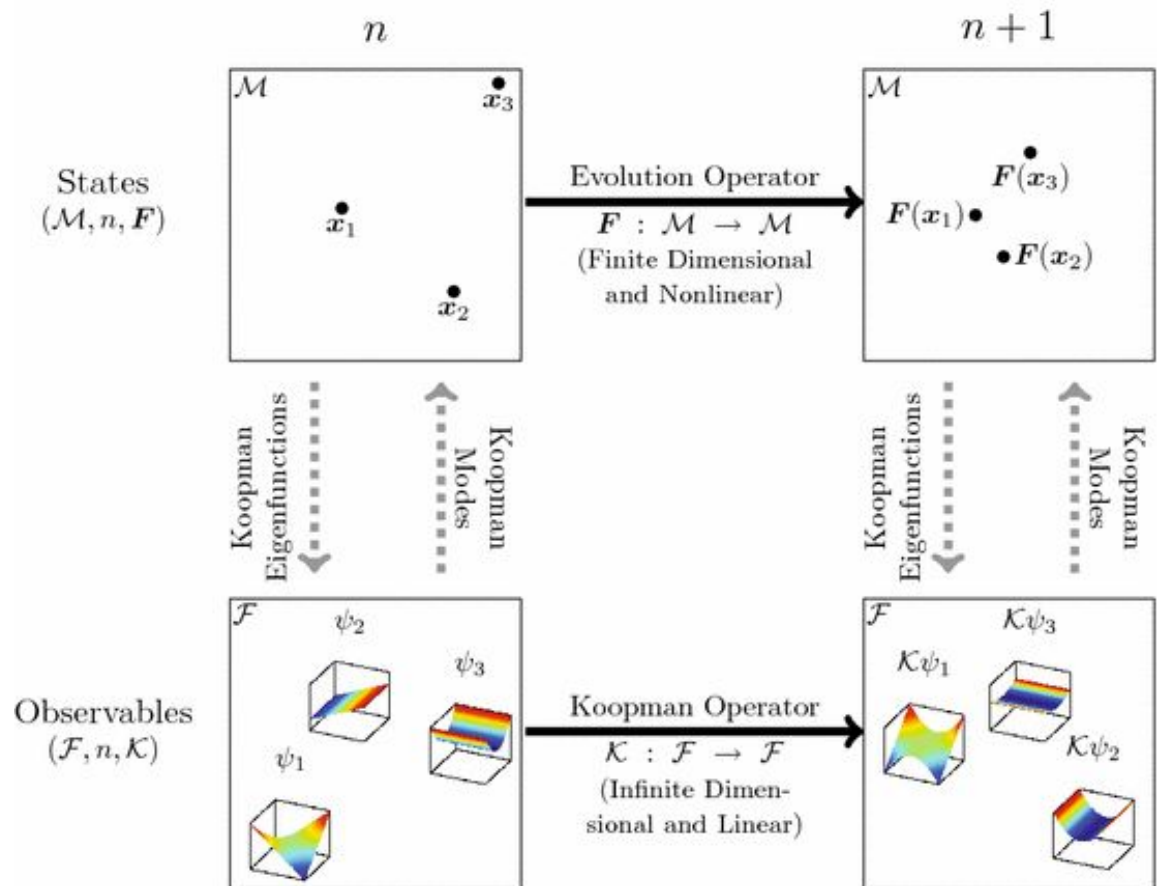 n
n + 1
ℳ
x₃
x₁
x₂
States
(ℳ, n, F)
Evolution Operator
F : ℳ → ℳ
(Finite Dimensional
and Nonlinear)
ℳ
F(x₃)
F(x₁)
F(x₂)
Koopman
Eigenfunctions
Koopman
Modes
Koopman
Eigenfunctions
Koopman
Modes
ℱ
ψ₂
ψ₃
ψ₁
Observables
(ℱ, n, 𝒦)
Koopman Operator
𝒦 : ℱ → ℱ
(Infinite Dimen-
sional and Linear)
ℱ
𝒦ψ₃
𝒦ψ₁
𝒦ψ₂